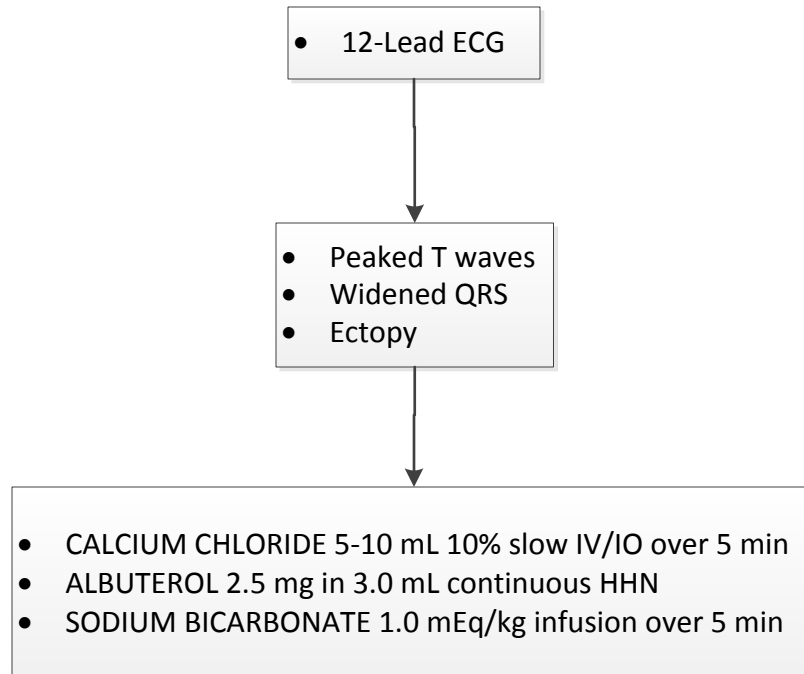 • 12-Lead ECG
• Peaked T waves
• Widened QRS
• Ectopy
• CALCIUM CHLORIDE 5-10 mL 10% slow IV/IO over 5 min
• ALBUTEROL 2.5 mg in 3.0 mL continuous HHN
• SODIUM BICARBONATE 1.0 mEq/kg infusion over 5 min